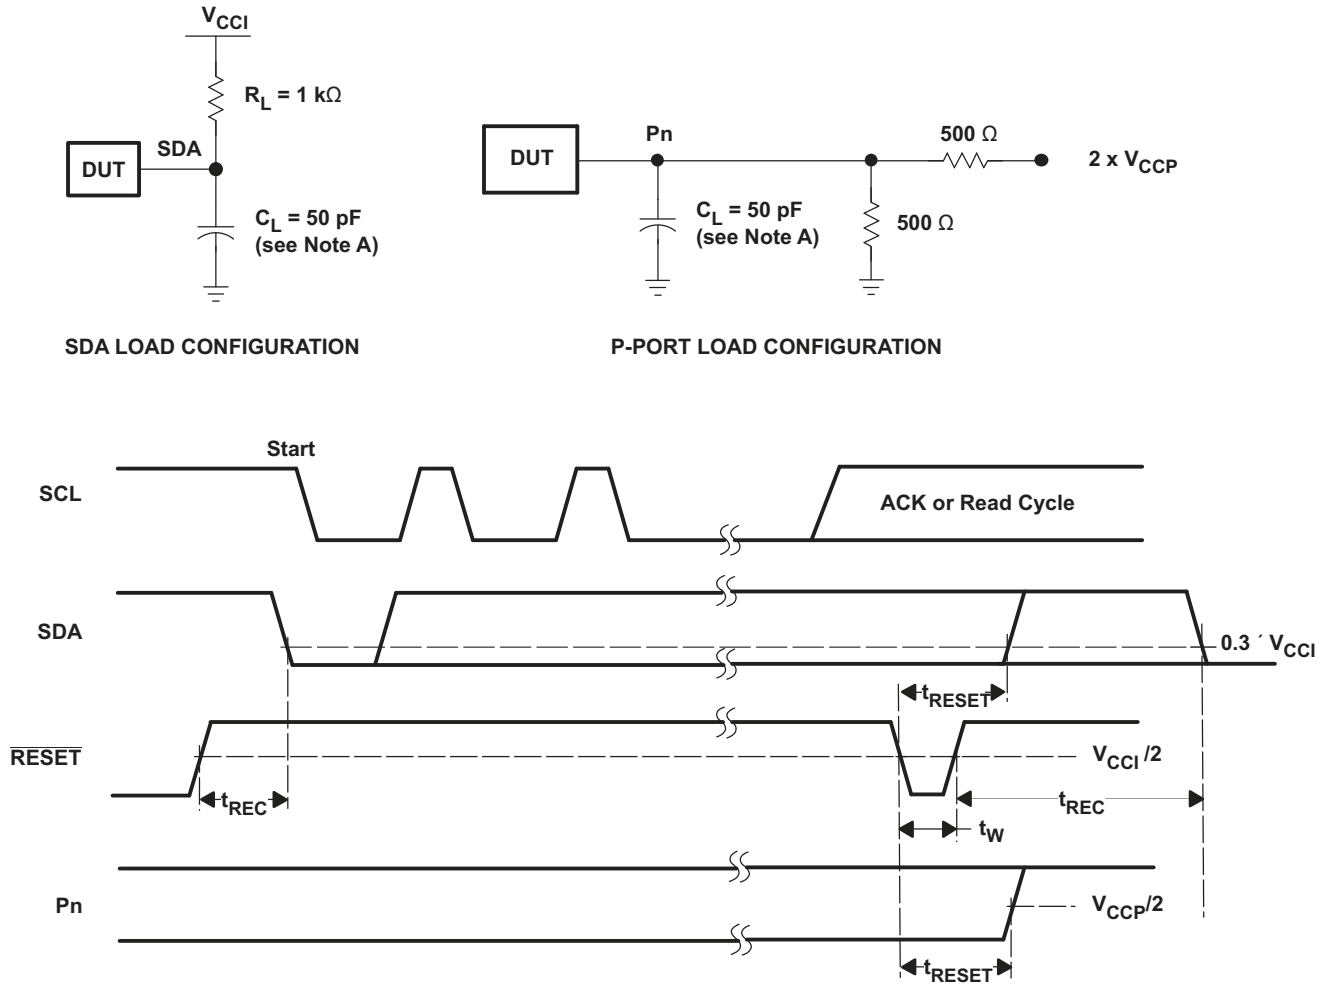 VCCI
RL = 1 kΩ
SDA
DUT
CL = 50 pF
(see Note A)
SDA LOAD CONFIGURATION
Pn
500 Ω
DUT
2 x VCCP
CL = 50 pF
(see Note A)
500 Ω
P-PORT LOAD CONFIGURATION
Start
SCL
ACK or Read Cycle
SDA
0.3 ′ VCCI
tRESET
RESET
VCCI/2
tREC
tREC
tW
Pn
VCCP/2
tRESET